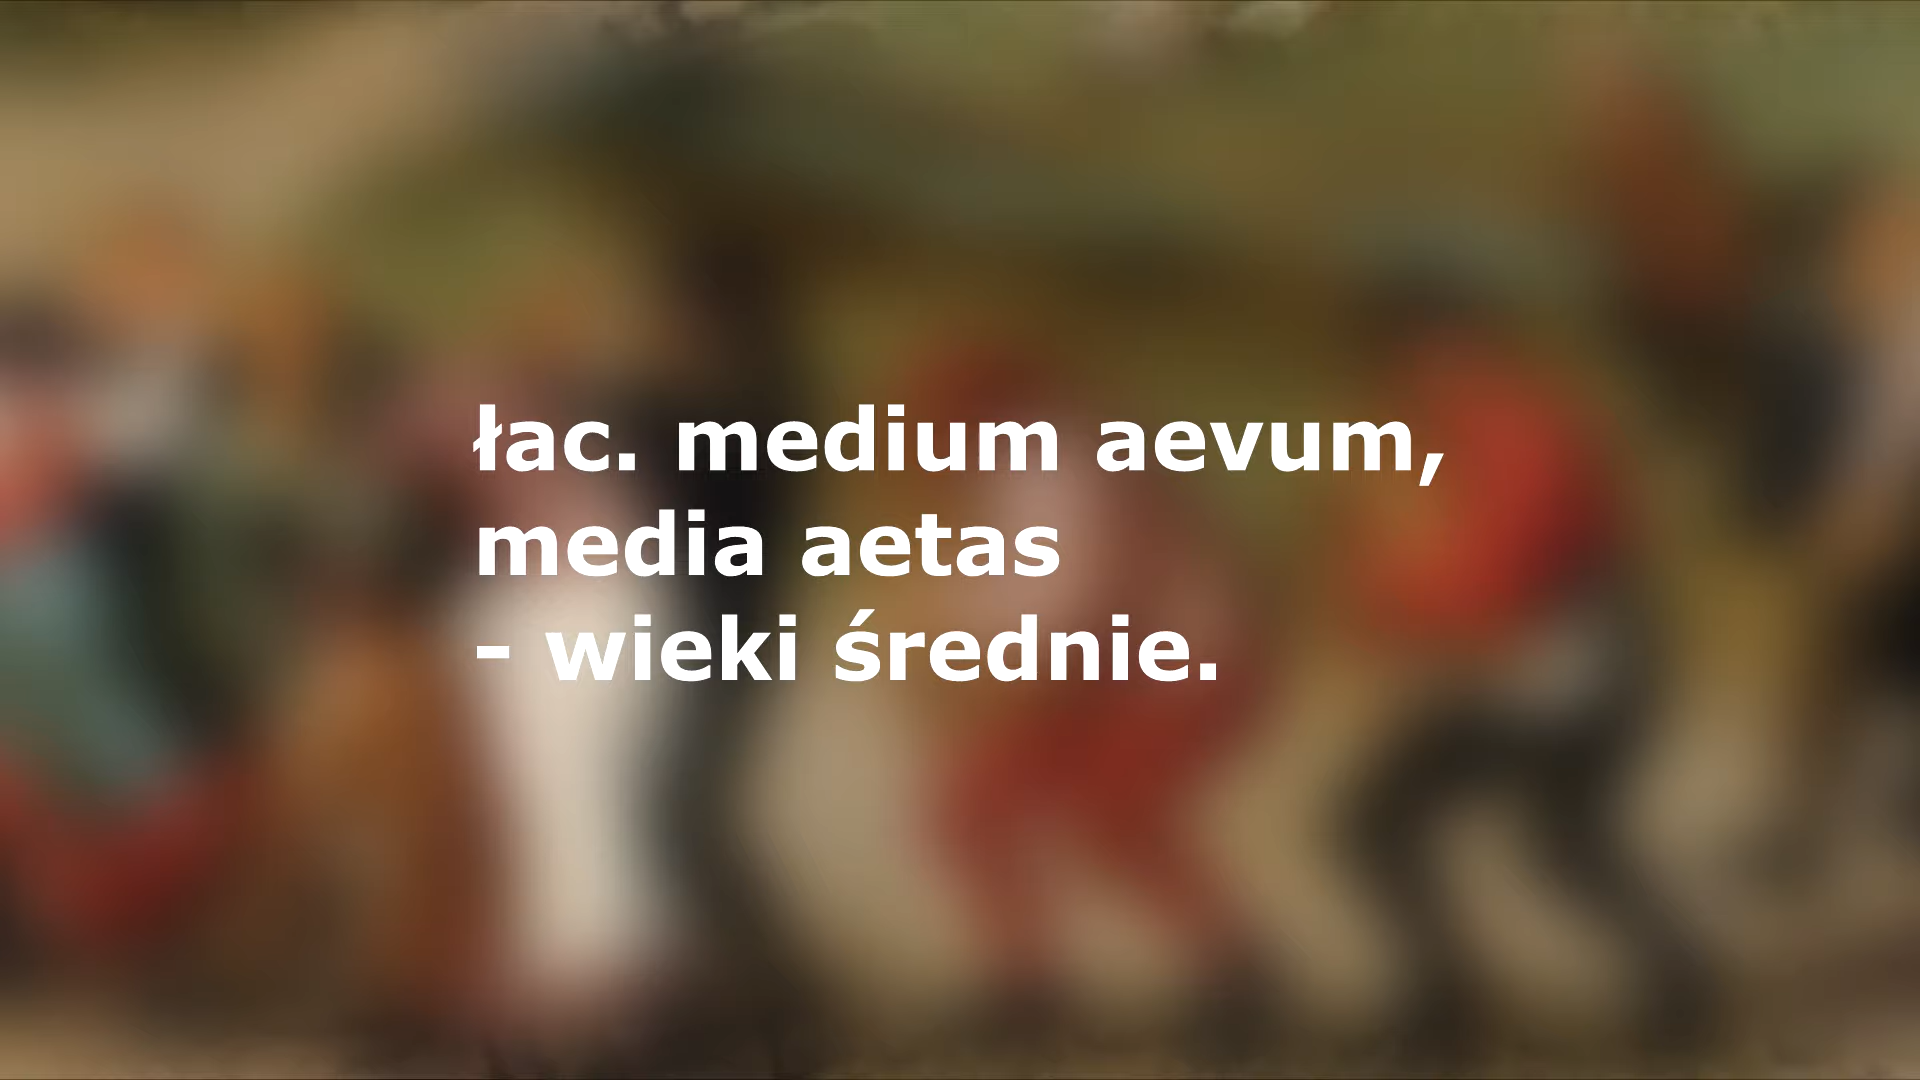 łac. medium aevum,
media aetas
- wieki średnie.